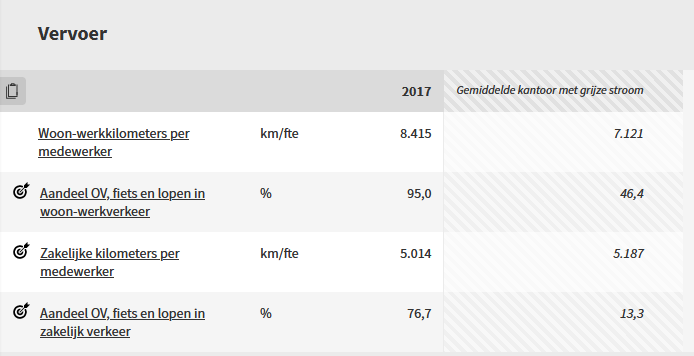 Vervoer
2017 Gemiddelde kantoor met grijze stroom
Woon-werkkilometers per km/fte 8.415 7.121
medewerker
Aandeel OV, fiets en lopen in % 95,0 46,4
woon-werkverkeer
Zakelijke kilometers per km/fte 5.014 5.187
medewerker
Aandeel OV, fiets en lopen in % 76,7 13,3
zakelijk verkeer